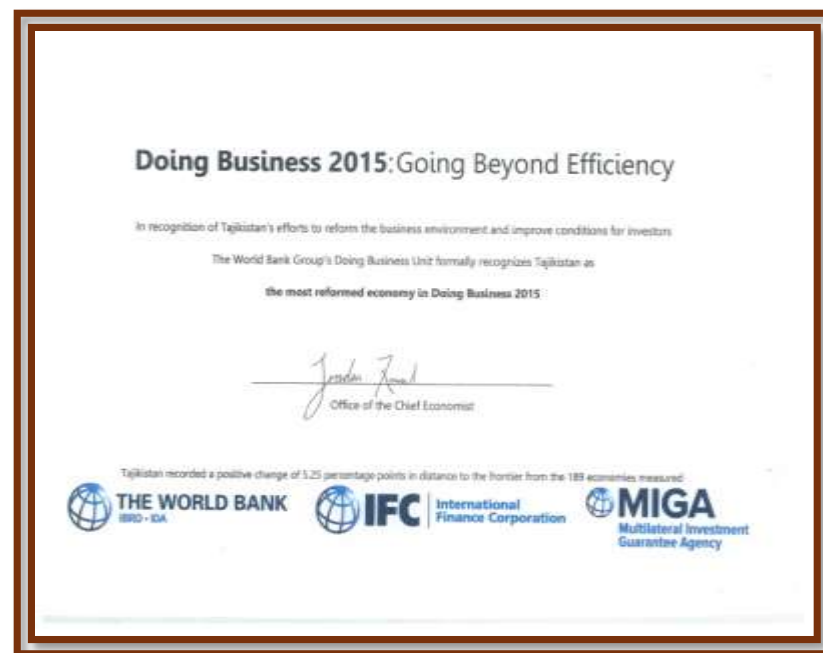 Doing Business 2015:Going Beyond Efficiency
In recognition of Tajikistan's efforts to reform the business environment and improve conditions for investors
The World Bank Group's Doing Business Unit formally recognizes Tajikistan as
the most reformed economy in Doing Business 2015
Office of the Chief Economist
Tajikistan recorded a positive change of 5.25 percentage points in distance to the frontier from the 189 economies measured
THE WORLD BANK
IBRD • IDA
IFC
International
Finance Corporation
MIGA
Multilateral Investment
Guarantee Agency